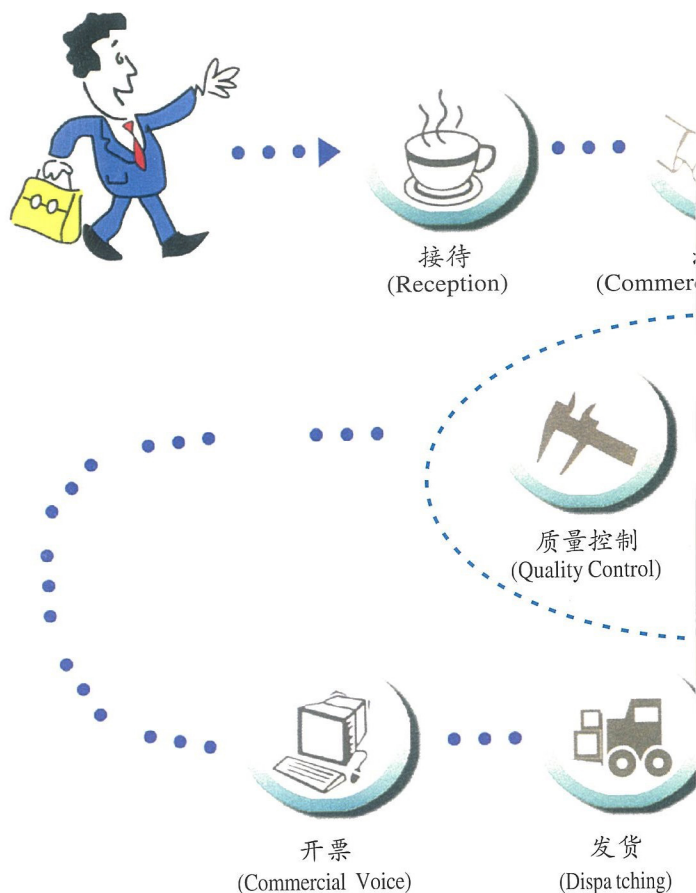 接待
(Reception)
(Commerc
质量控制
(Quality Control)
开票
(Commercial Voice)
发货
(Dispa tching)